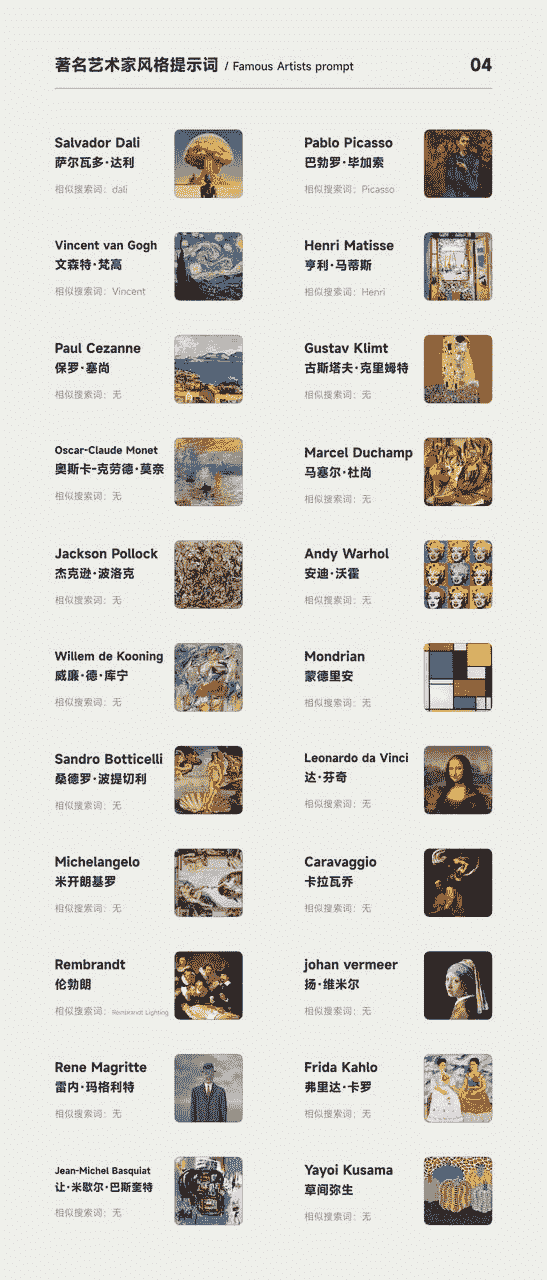 著名艺术家风格提示词 / Famous Artists prompt 04
Salvador Dali
萨尔瓦多·达利
相似搜索词：dali
Pablo Picasso
巴勃罗·毕加索
相似搜索词：Picasso
Vincent van Gogh
文森特·梵高
相似搜索词：Vincent
Henri Matisse
亨利·马蒂斯
相似搜索词：Henri
Paul Cezanne
保罗·塞尚
相似搜索词：无
Gustav Klimt
古斯塔夫·克里姆特
相似搜索词：无
Oscar-Claude Monet
奥斯卡-克劳德·莫奈
相似搜索词：无
Marcel Duchamp
马塞尔·杜尚
相似搜索词：无
Jackson Pollock
杰克逊·波洛克
相似搜索词：无
Andy Warhol
安迪·沃霍
相似搜索词：无
Willem de Kooning
威廉·德·库宁
相似搜索词：无
Mondrian
蒙德里安
相似搜索词：无
Sandro Botticelli
桑德罗·波提切利
相似搜索词：无
Leonardo da Vinci
达·芬奇
相似搜索词：无
Michelangelo
米开朗基罗
相似搜索词：无
Caravaggio
卡拉瓦乔
相似搜索词：无
Rembrandt
伦勃朗
相似搜索词：Rembrandt Lighting
johan vermeer
扬·维米尔
相似搜索词：无
Rene Magritte
雷内·玛格利特
相似搜索词：无
Frida Kahlo
弗里达·卡罗
相似搜索词：无
Jean-Michel Basquiat
让·米歇尔·巴斯奎特
相似搜索词：无
Yayoi Kusama
草间弥生
相似搜索词：无